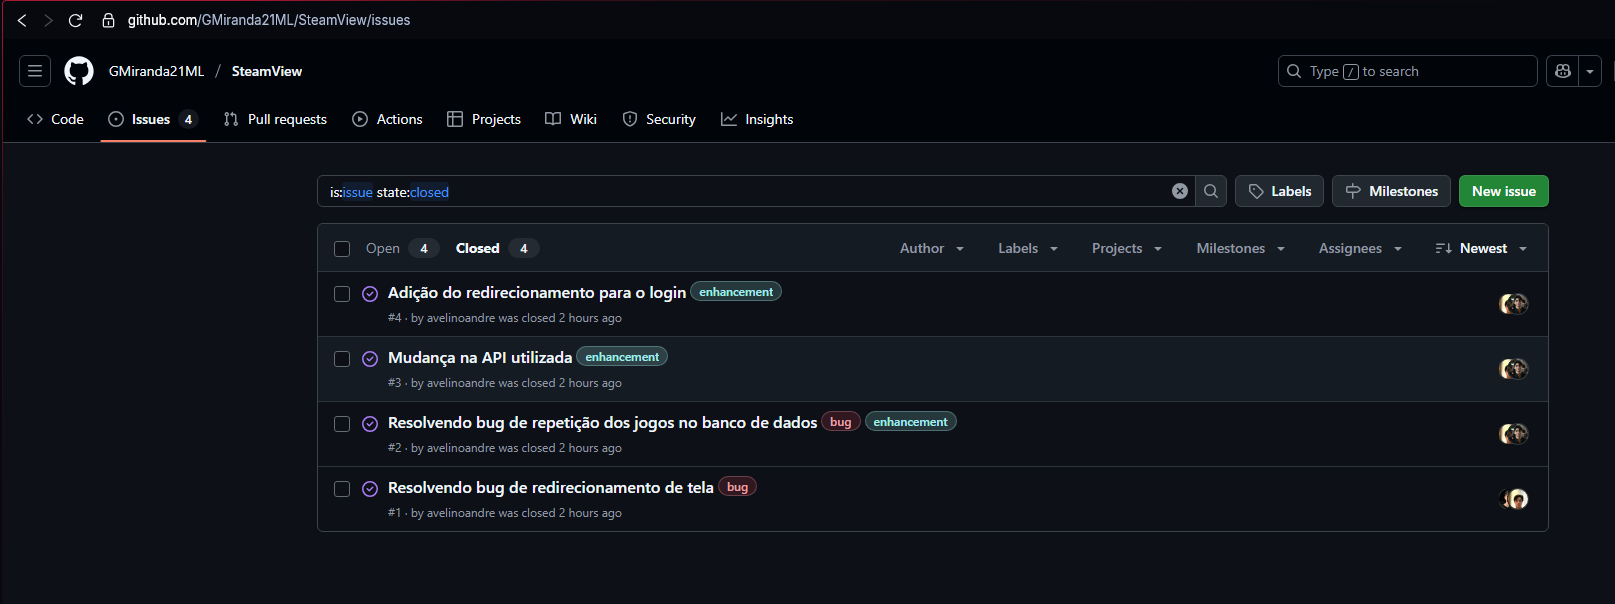 github.com/GMiranda21ML/SteamView/issues
GMiranda21ML / SteamView
Type / to search
Code Issues 4 Pull requests Actions Projects Wiki Security Insights
is:issue state:closed
Labels Milestones New issue
Open 4 Closed 4 Author Labels Projects Milestones Assignees Newest
Adição do redirecionamento para o login enhancement
#4 · by avelinoandre was closed 2 hours ago
Mudança na API utilizada enhancement
#3 · by avelinoandre was closed 2 hours ago
Resolvendo bug de repetição dos jogos no banco de dados bug enhancement
#2 · by avelinoandre was closed 2 hours ago
Resolvendo bug de redirecionamento de tela bug
#1 · by avelinoandre was closed 2 hours ago